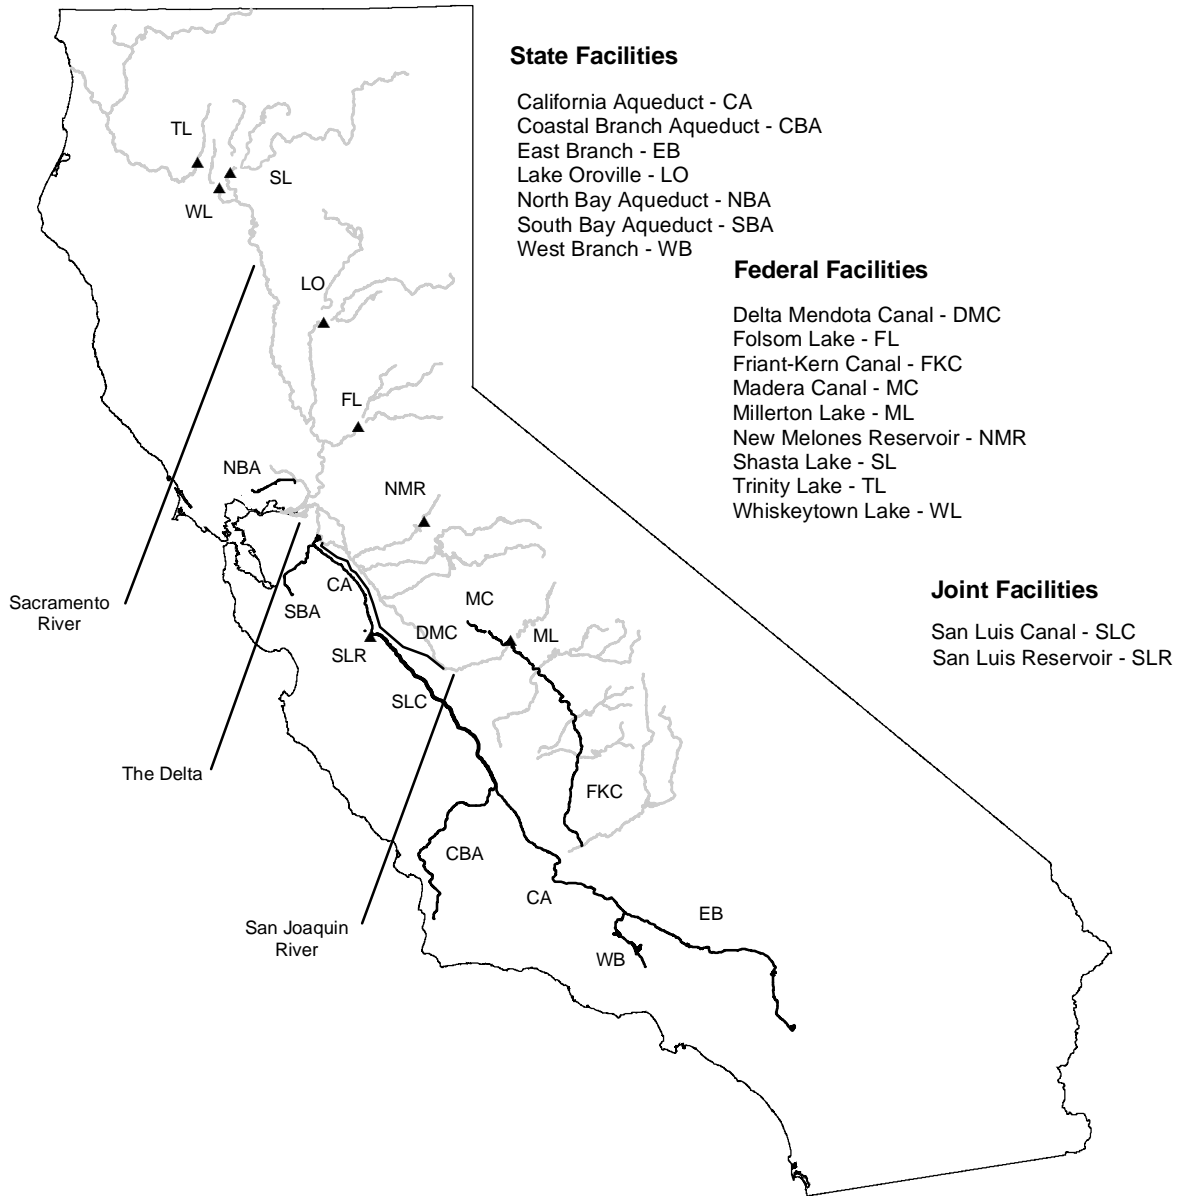 State Facilities
California Aqueduct - CA
Coastal Branch Aqueduct - CBA
East Branch - EB
Lake Oroville - LO
North Bay Aqueduct - NBA
South Bay Aqueduct - SBA
West Branch - WB
Federal Facilities
Delta Mendota Canal - DMC
Folsom Lake - FL
Friant-Kern Canal - FKC
Madera Canal - MC
Millerton Lake - ML
New Melones Reservoir - NMR
Shasta Lake - SL
Trinity Lake - TL
Whiskeytown Lake - WL
Joint Facilities
San Luis Canal - SLC
San Luis Reservoir - SLR
TL
SL
WL
LO
FL
NBA
NMR
CA
SBA
MC
DMC
ML
SLR
SLC
Sacramento
River
The Delta
FKC
CBA
CA
EB
San Joaquin
River
WB